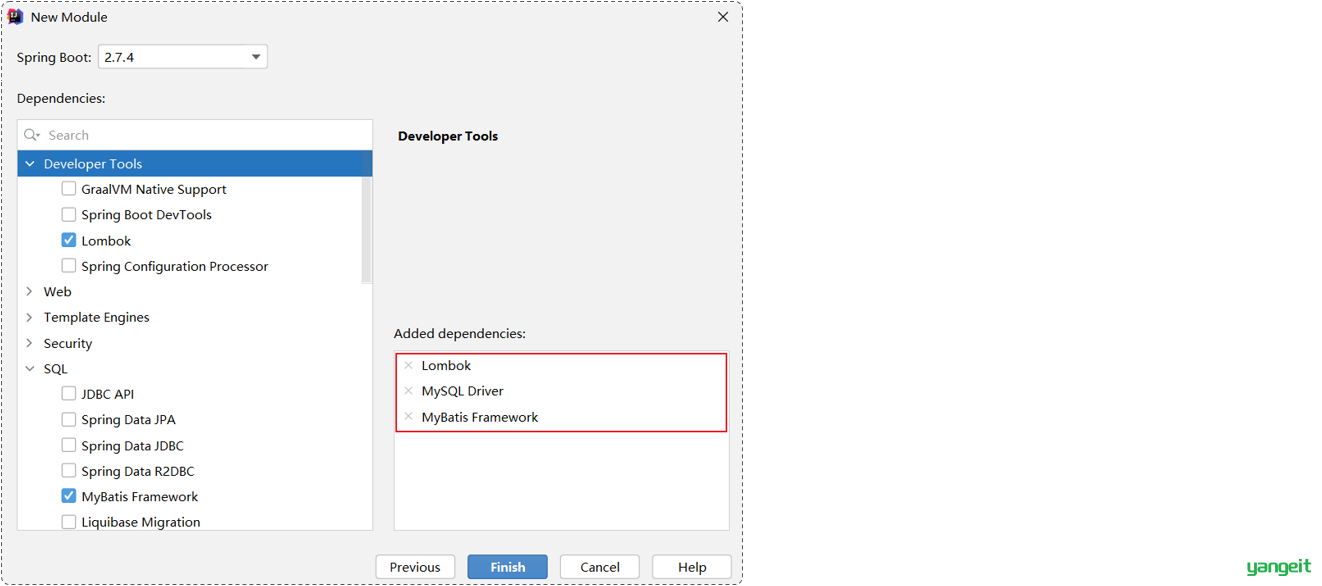 New Module
Spring Boot: 2.7.4
Dependencies:
Search
Developer Tools
GraalVM Native Support
Spring Boot DevTools
Lombok
Spring Configuration Processor
Web
Template Engines
Security
SQL
JDBC API
Spring Data JPA
Spring Data JDBC
Spring Data R2DBC
MyBatis Framework
Liquibase Migration
Developer Tools
Added dependencies:
Lombok
MySQL Driver
MyBatis Framework
Previous Finish Cancel Help
yangeit